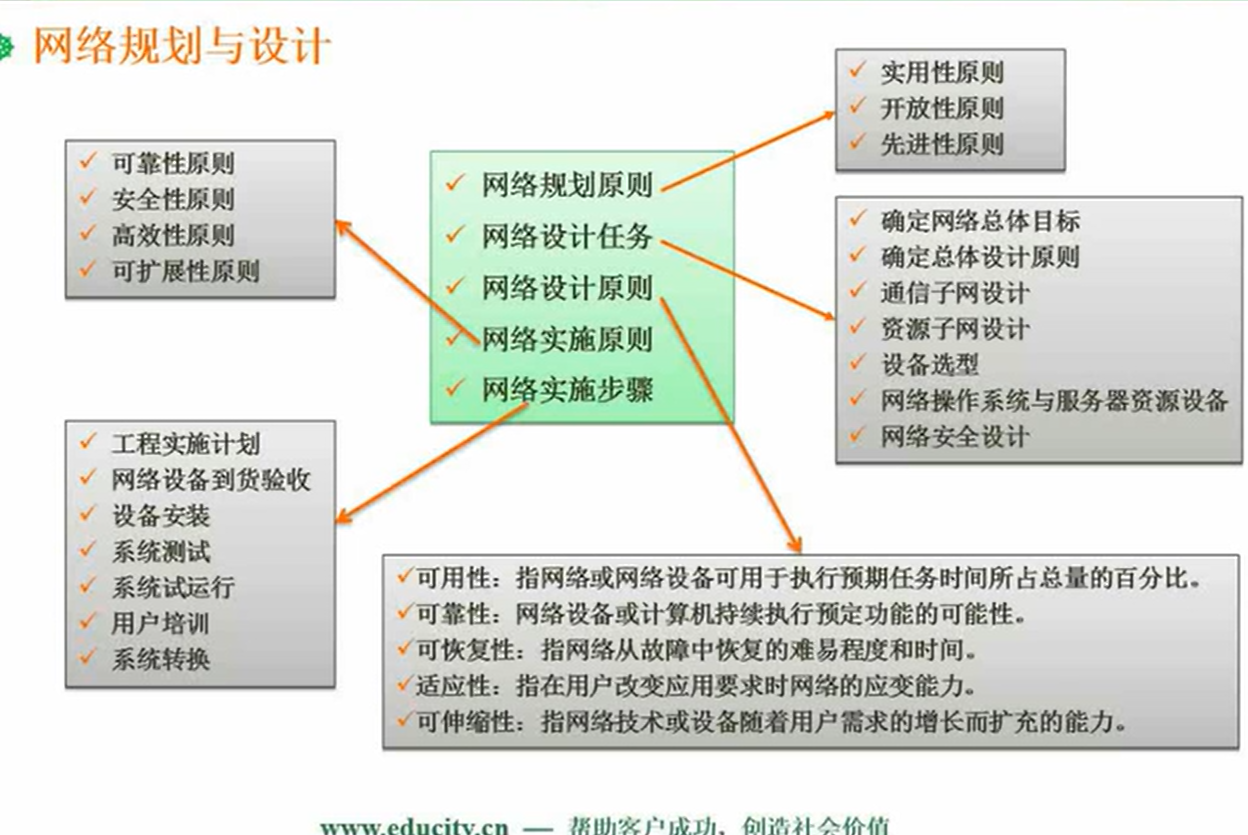 网络规划与设计
可靠性原则
安全性原则
高效性原则
可扩展性原则
网络规划原则
网络设计任务
网络设计原则
网络实施原则
网络实施步骤
实用性原则
开放性原则
先进性原则
确定网络总体目标
确定总体设计原则
通信子网设计
资源子网设计
设备选型
网络操作系统与服务器资源设备
网络安全设计
工程实施计划
网络设备到货验收
设备安装
系统测试
系统试运行
用户培训
系统转换
可用性：指网络或网络设备可用于执行预期任务时间所占总量的百分比。
可靠性：网络设备或计算机持续执行预定功能的可能性。
可恢复性：指网络从故障中恢复的难易程度和时间。
适应性：指在用户改变应用要求时网络的应变能力。
可伸缩性：指网络技术或设备随着用户需求的增长而扩充的能力。
www.educity.cn — 帮助客户成功，创造社会价值